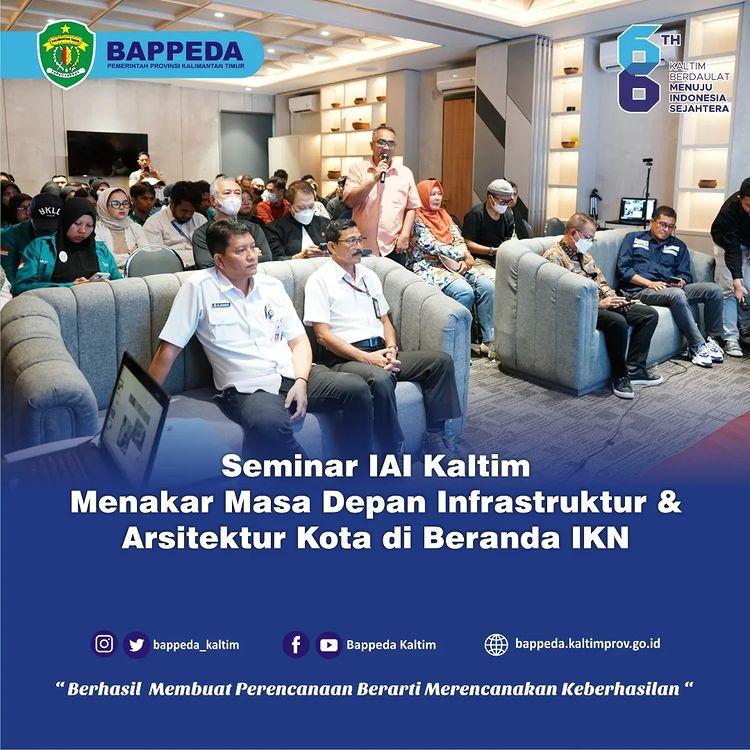 BAPPEDA
PEMERINTAH PROVINSI KALIMANTAN TIMUR
66TH
KALTIM
BERDAULAT
MENUJU
INDONESIA
SEJAHTERA
Seminar IAI Kaltim
Menakar Masa Depan Infrastruktur &
Arsitektur Kota di Beranda IKN
bappeda_kaltim
Bappeda Kaltim
bappeda.kaltimprov.go.id
“ Berhasil Membuat Perencanaan Berarti Merencanakan Keberhasilan “